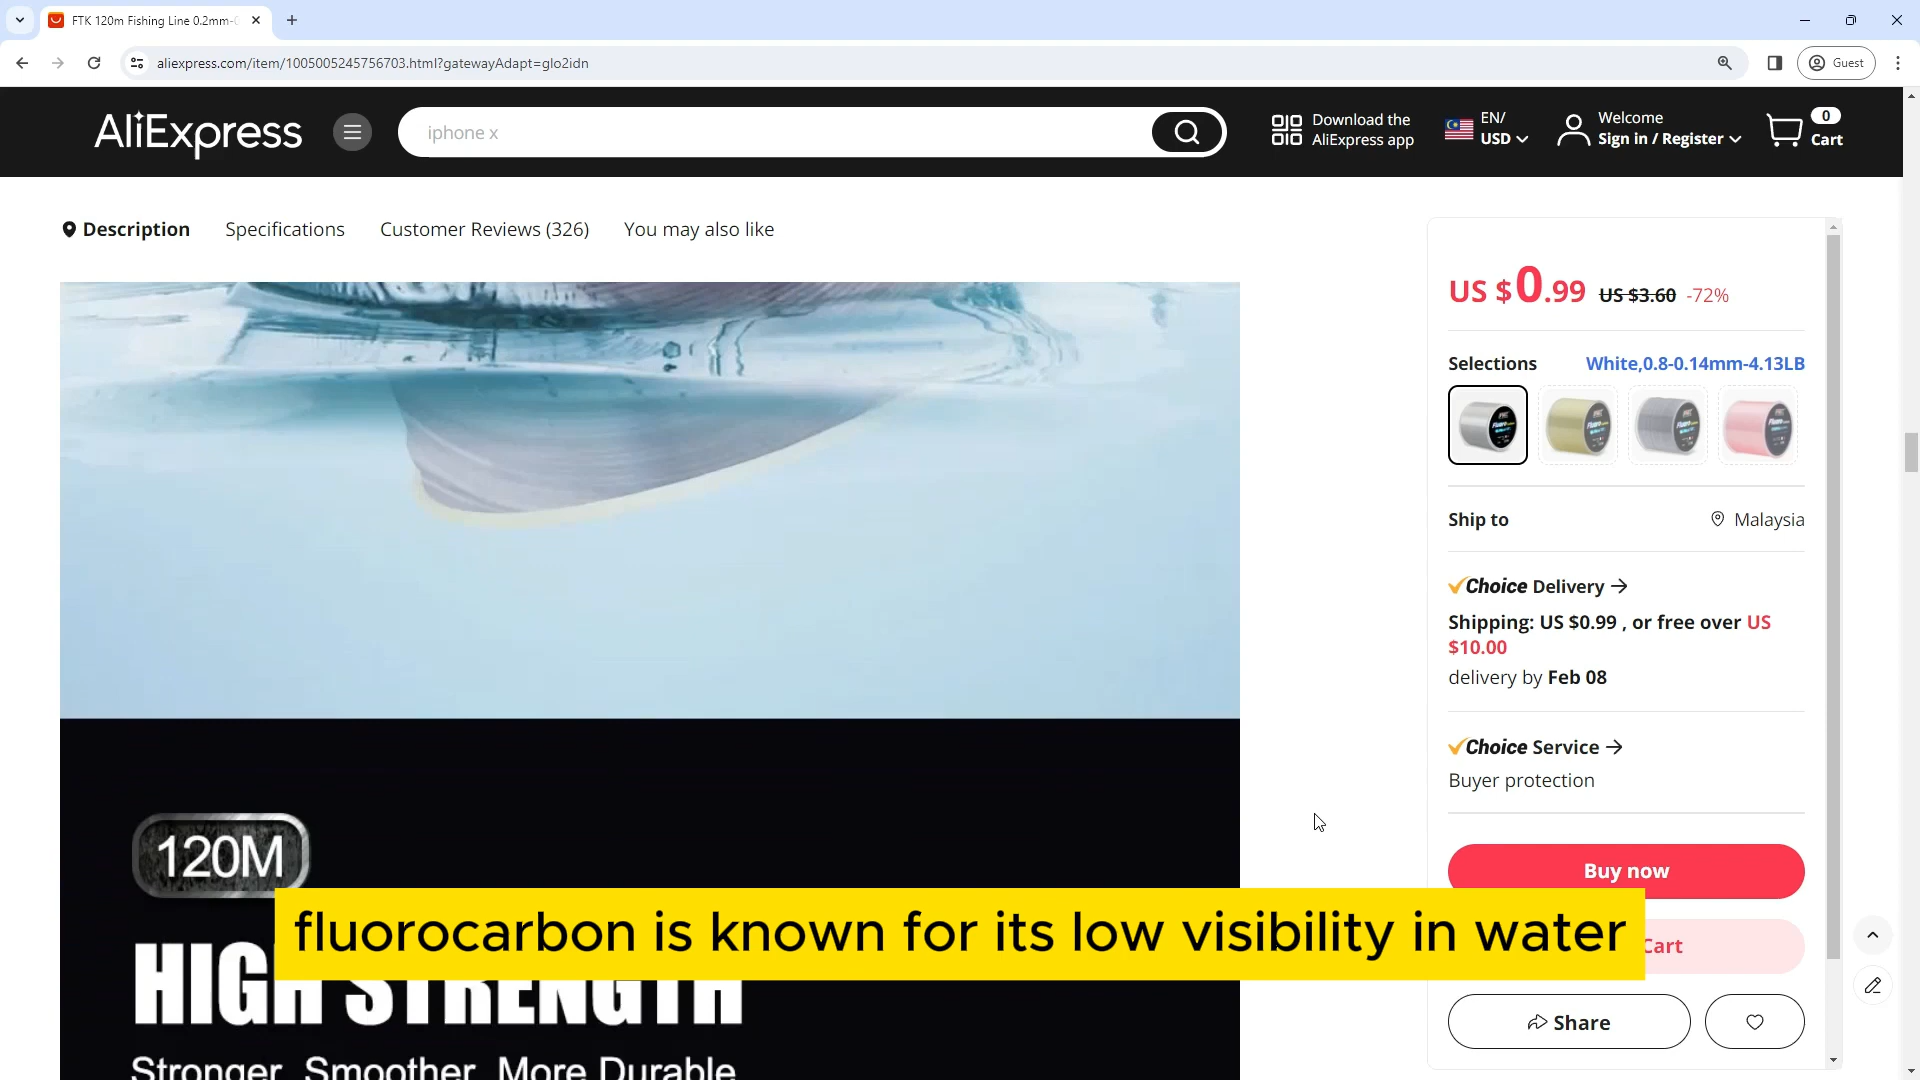 FTK 120m Fishing Line 0.2mm-
aliexpress.com/item/1005005245756703.html?gatewayAdapt=glo2idn
Guest
AliExpress
iphone x
Download the
AliExpress app
EN/
USD
Welcome
Sign in / Register
0
Cart
Description
Specifications
Customer Reviews (326)
You may also like
US $0.99 US $3.60 -72%
Selections
White,0.8-0.14mm-4.13LB
Ship to
Malaysia
Choice Delivery
Shipping: US $0.99 , or free over US
$10.00
delivery by Feb 08
Choice Service
Buyer protection
Buy now
Cart
Share
120M
HIGH STRENGTH
Stronger Smoother More Durable
fluorocarbon is known for its low visibility in water